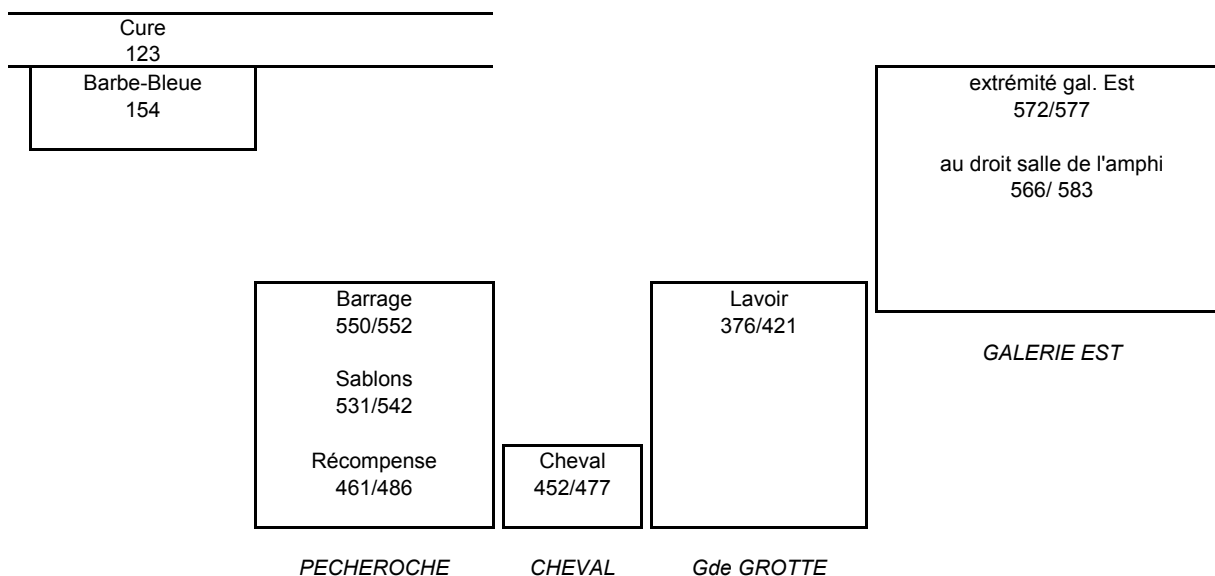 Cure
123
Barbe-Bleue
154
extrémité gal. Est
572/577
au droit salle de l'amphi
566/ 583
Barrage
550/552
Sablons
531/542
Récompense
461/486
Cheval
452/477
Lavoir
376/421
GALERIE EST
PECHEROCHE
CHEVAL
Gde GROTTE